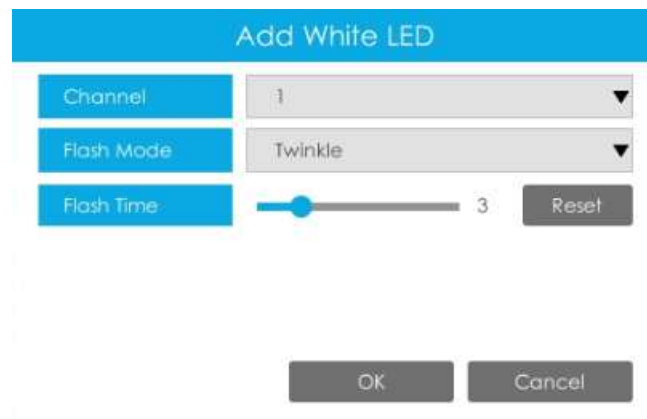 Add White LED
Channel 1
Flash Mode Twinkle
Flash Time 3 Reset
OK Cancel